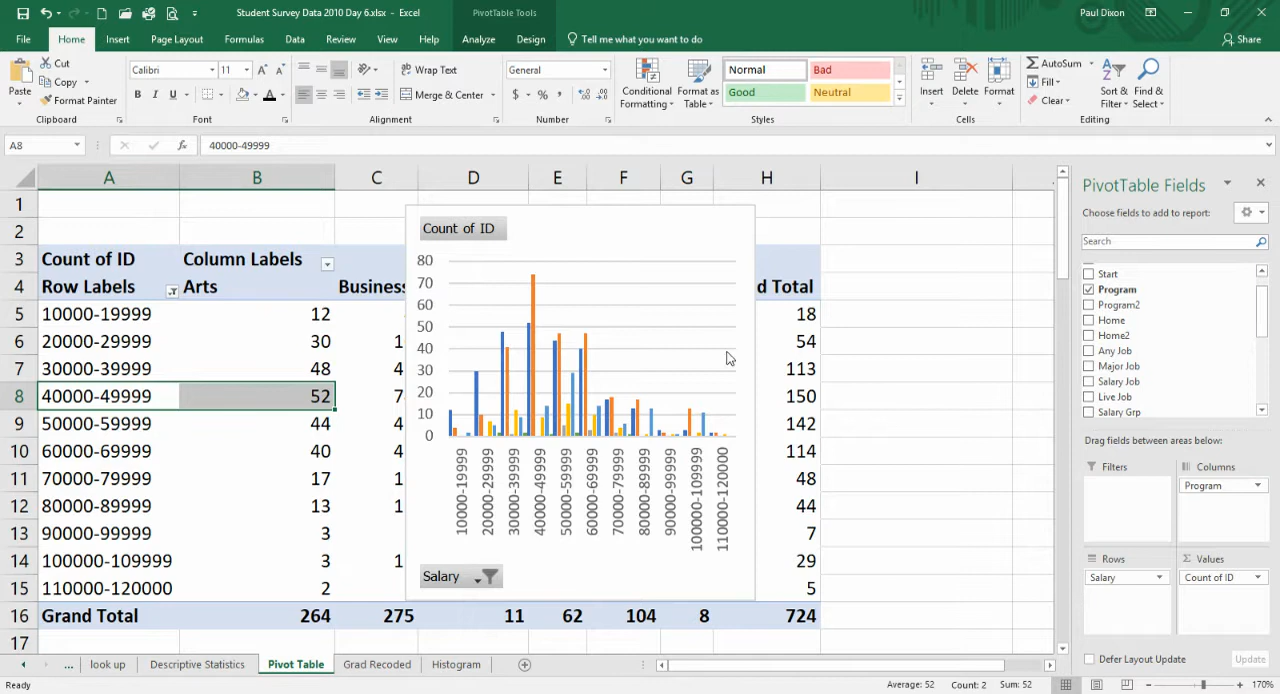 Student Survey Data 2010 Day 6.xlsx - Excel
PivotTable Tools
Paul Dixon
File Home Insert Page Layout Formulas Data Review View Help Analyze Design Tell me what you want to do Share
Paste
Cut
Copy
Format Painter
Clipboard
Calibri 11
B I U
Font
Wrap Text
Merge & Center
Alignment
General
$ % ,
Number
Conditional Formatting
Format as Table
Normal Bad
Good Neutral
Styles
Insert Delete Format
Cells
AutoSum
Fill
Clear
Sort & Filter
Find & Select
Editing
A8 fx 40000-49999
A B C D E F G H I
1
2
3 Count of ID Column Labels
4 Row Labels Arts Business d Total
5 10000-19999 12 18
6 20000-29999 30 1 54
7 30000-39999 48 4 113
8 40000-49999 52 7 150
9 50000-59999 44 4 142
10 60000-69999 40 4 114
11 70000-79999 17 1 48
12 80000-89999 13 1 44
13 90000-99999 3 7
14 100000-109999 3 1 29
15 110000-120000 2 5
16 Grand Total 264 275 11 62 104 8 724
17
Count of ID
80
70
60
50
40
30
20
10
0
10000-19999
20000-29999
30000-39999
40000-49999
50000-59999
60000-69999
70000-79999
80000-89999
90000-99999
100000-109999
110000-120000
Salary
PivotTable Fields
Choose fields to add to report:
Search
Start
Program
Program2
Home
Home2
Any Job
Major Job
Salary Job
Live Job
Salary Grp
Drag fields between areas below:
Filters
Columns
Program
Rows
Salary
Σ Values
Count of ID
Defer Layout Update Update
... look up Descriptive Statistics Pivot Table Grad Recoded Histogram
Ready Average: 52 Count: 2 Sum: 52 170%